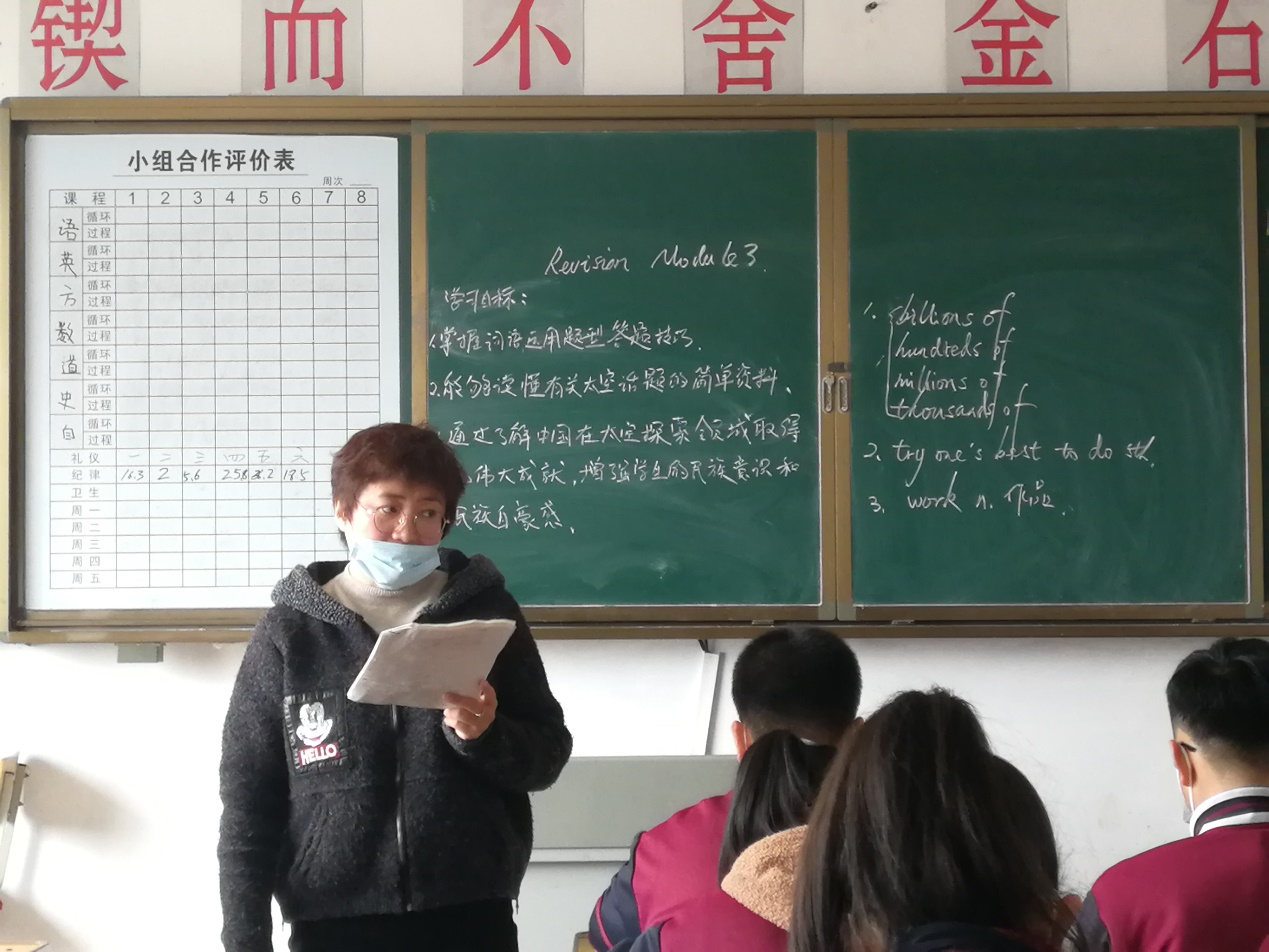 锲而不舍金石
小组合作评价表
周次
课程 1 2 3 4 5 6 7 8
语 循环
过程
英 循环
过程
方 循环
过程
数 循环
过程
道 循环
过程
史 循环
过程
自 循环
过程
礼仪 一 二 三 四 五 六
纪律 16.3 2 5.6 18.5
卫生
周一
周二
周三
周四
周五
Revision Module 3.
学习目标:
1.掌握词语运用题型答题技巧.
2.能够读懂有关太空话题的简单资料、
通过了解中国在太空探索领域取得
伟大成就,增强学生的民族意识和
民族自豪感、
1. billions of
hundreds of
millions of
thousands of
2. try one's best to do sth.
3. work n. 作品.
HELLO